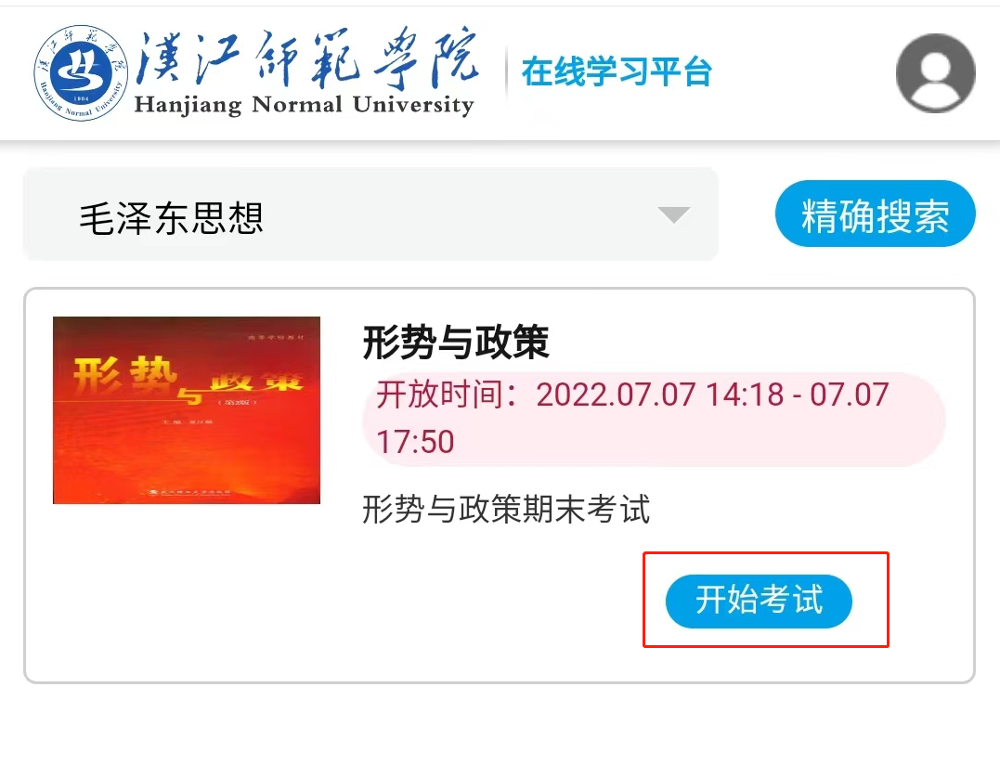 漢江師範學院
Hanjiang Normal University
1904
在线学习平台
毛泽东思想
精确搜索
形势与政策
形势与政策
开放时间：2022.07.07 14:18 - 07.07
17:50
形势与政策期末考试
开始考试